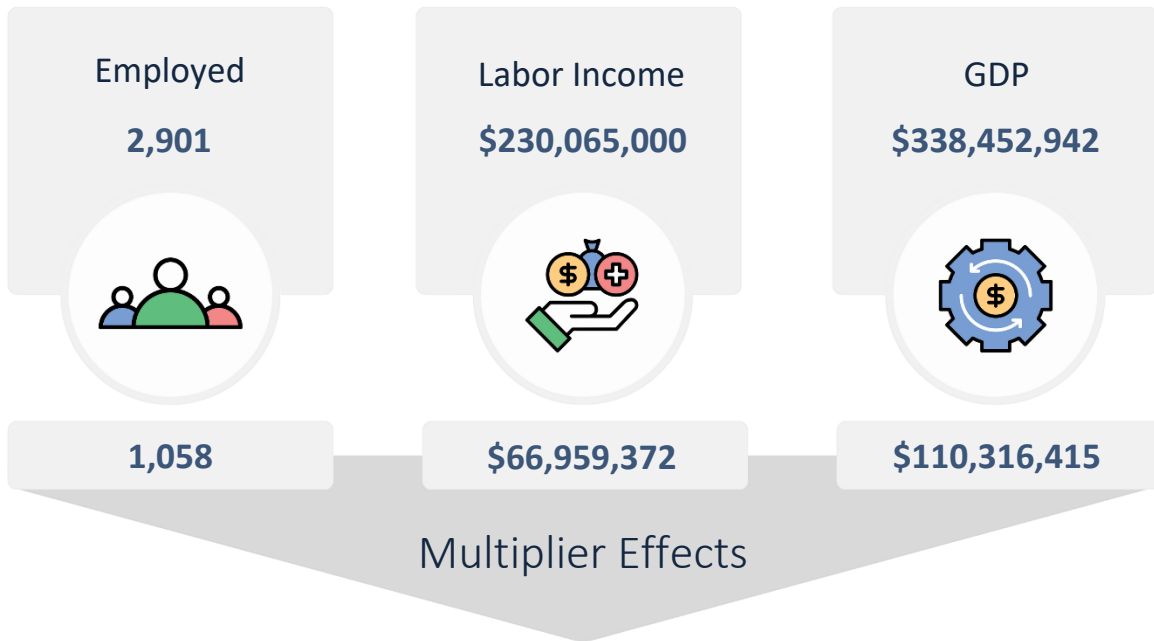 Employed
2,901
Labor Income
$230,065,000
GDP
$338,452,942
$
$
1,058
$66,959,372
$110,316,415
Multiplier Effects